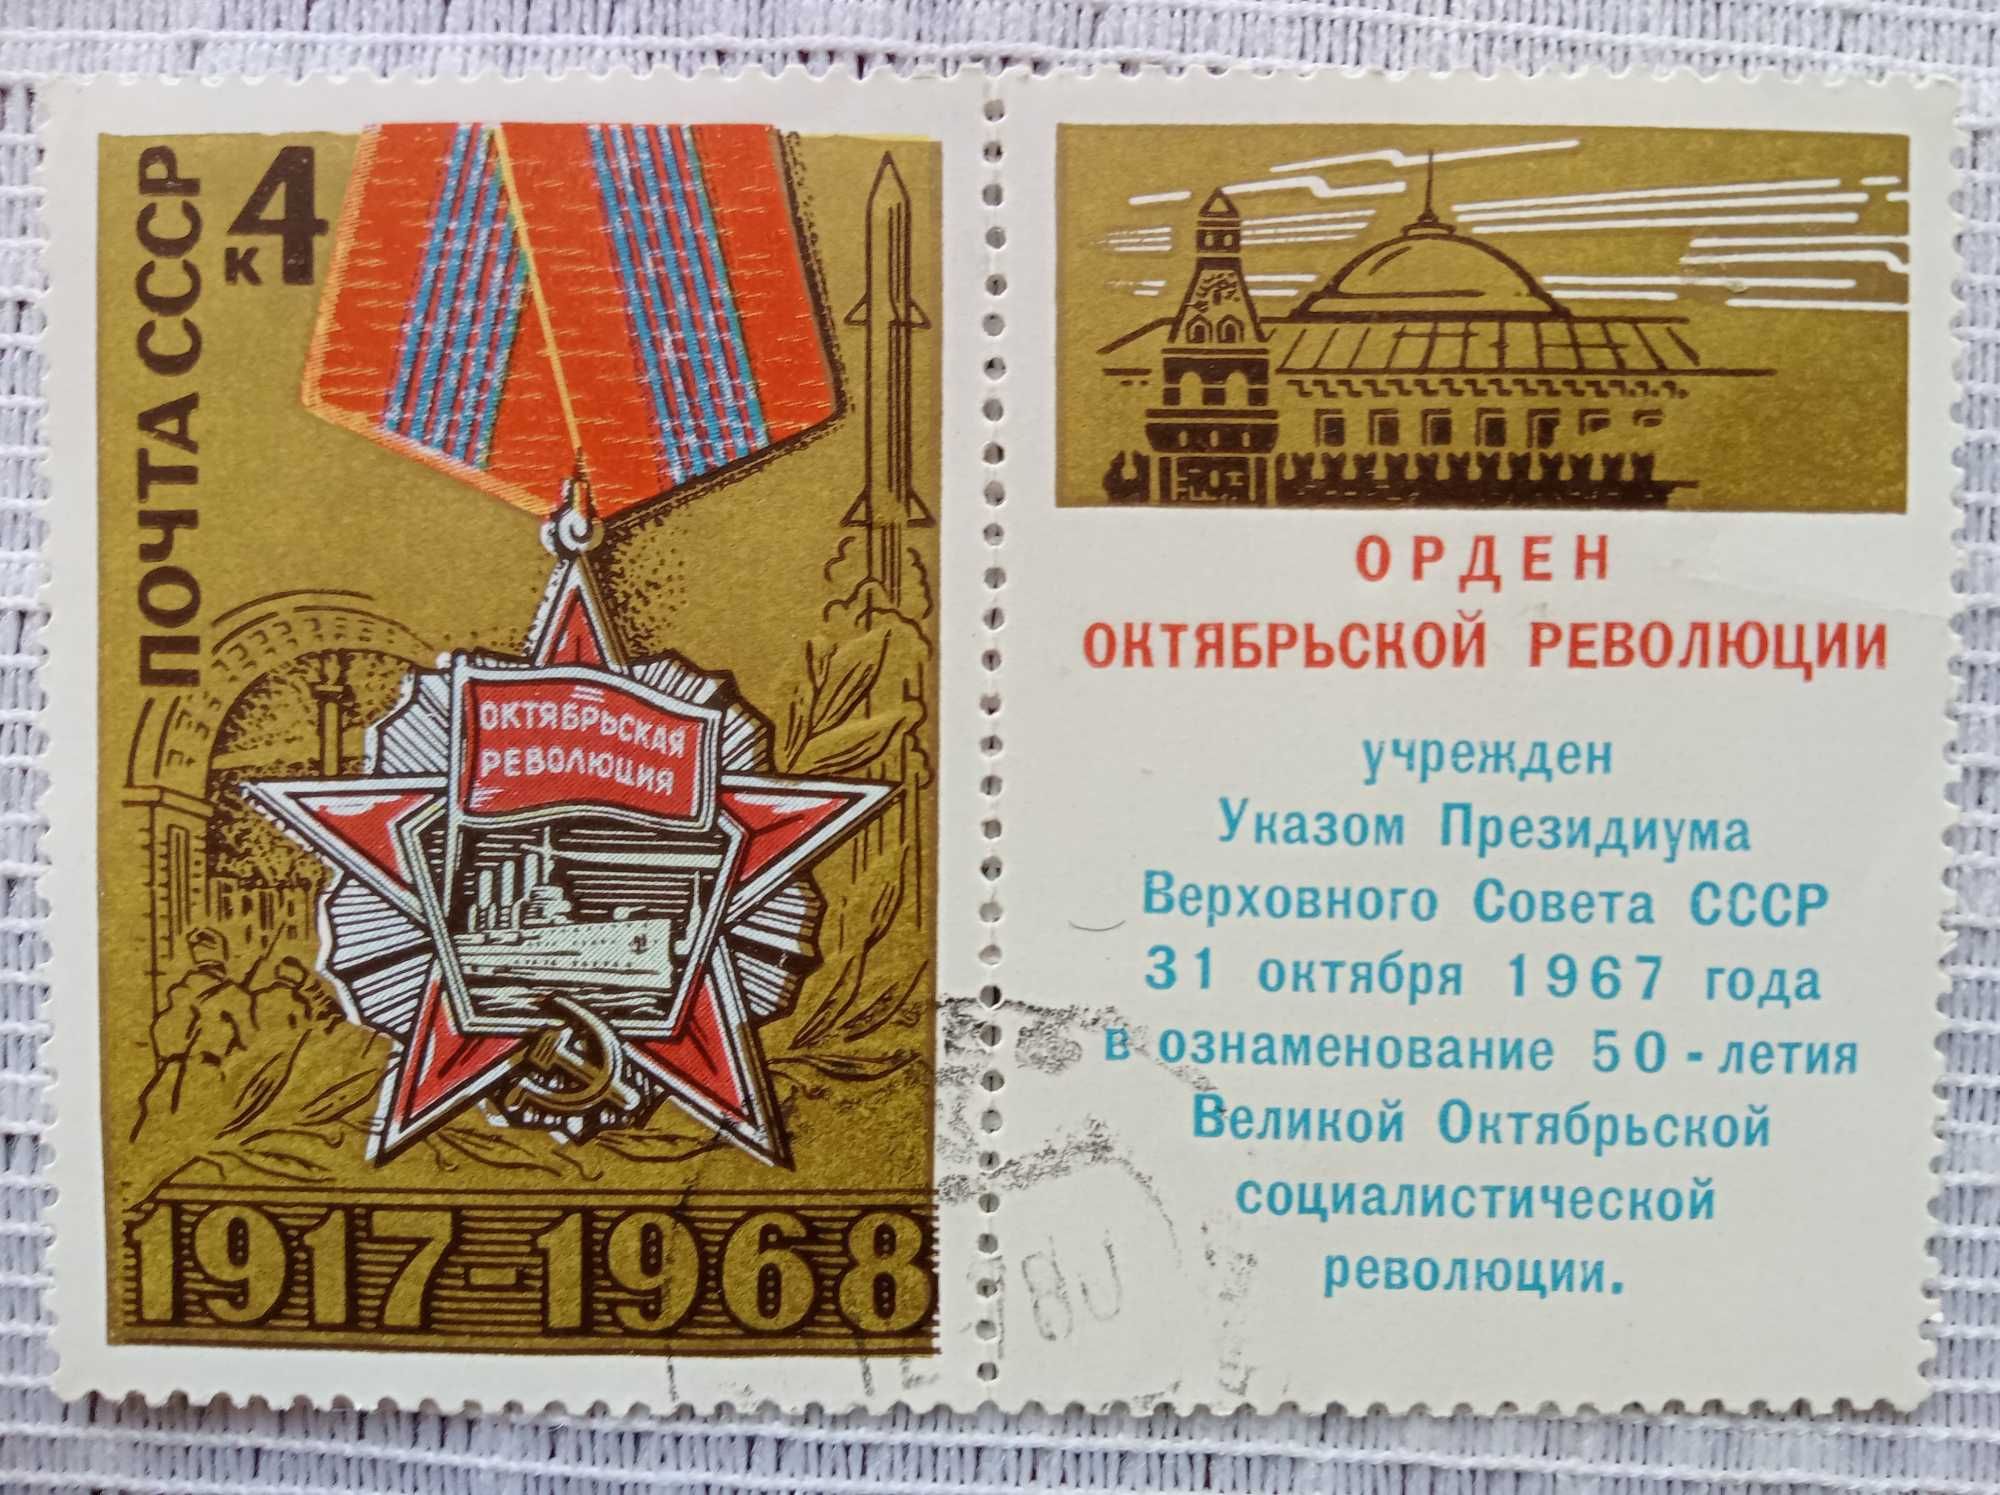 ПОЧТА СССР
4 к
ОКТЯБРЬСКАЯ
РЕВОЛЮЦИЯ
1917-1968
ОРДЕН
ОКТЯБРЬСКОЙ РЕВОЛЮЦИИ
учрежден
Указом Президиума
Верховного Совета СССР
31 октября 1967 года
в ознаменование 50-летия
Великой Октябрьской
социалистической
революции.